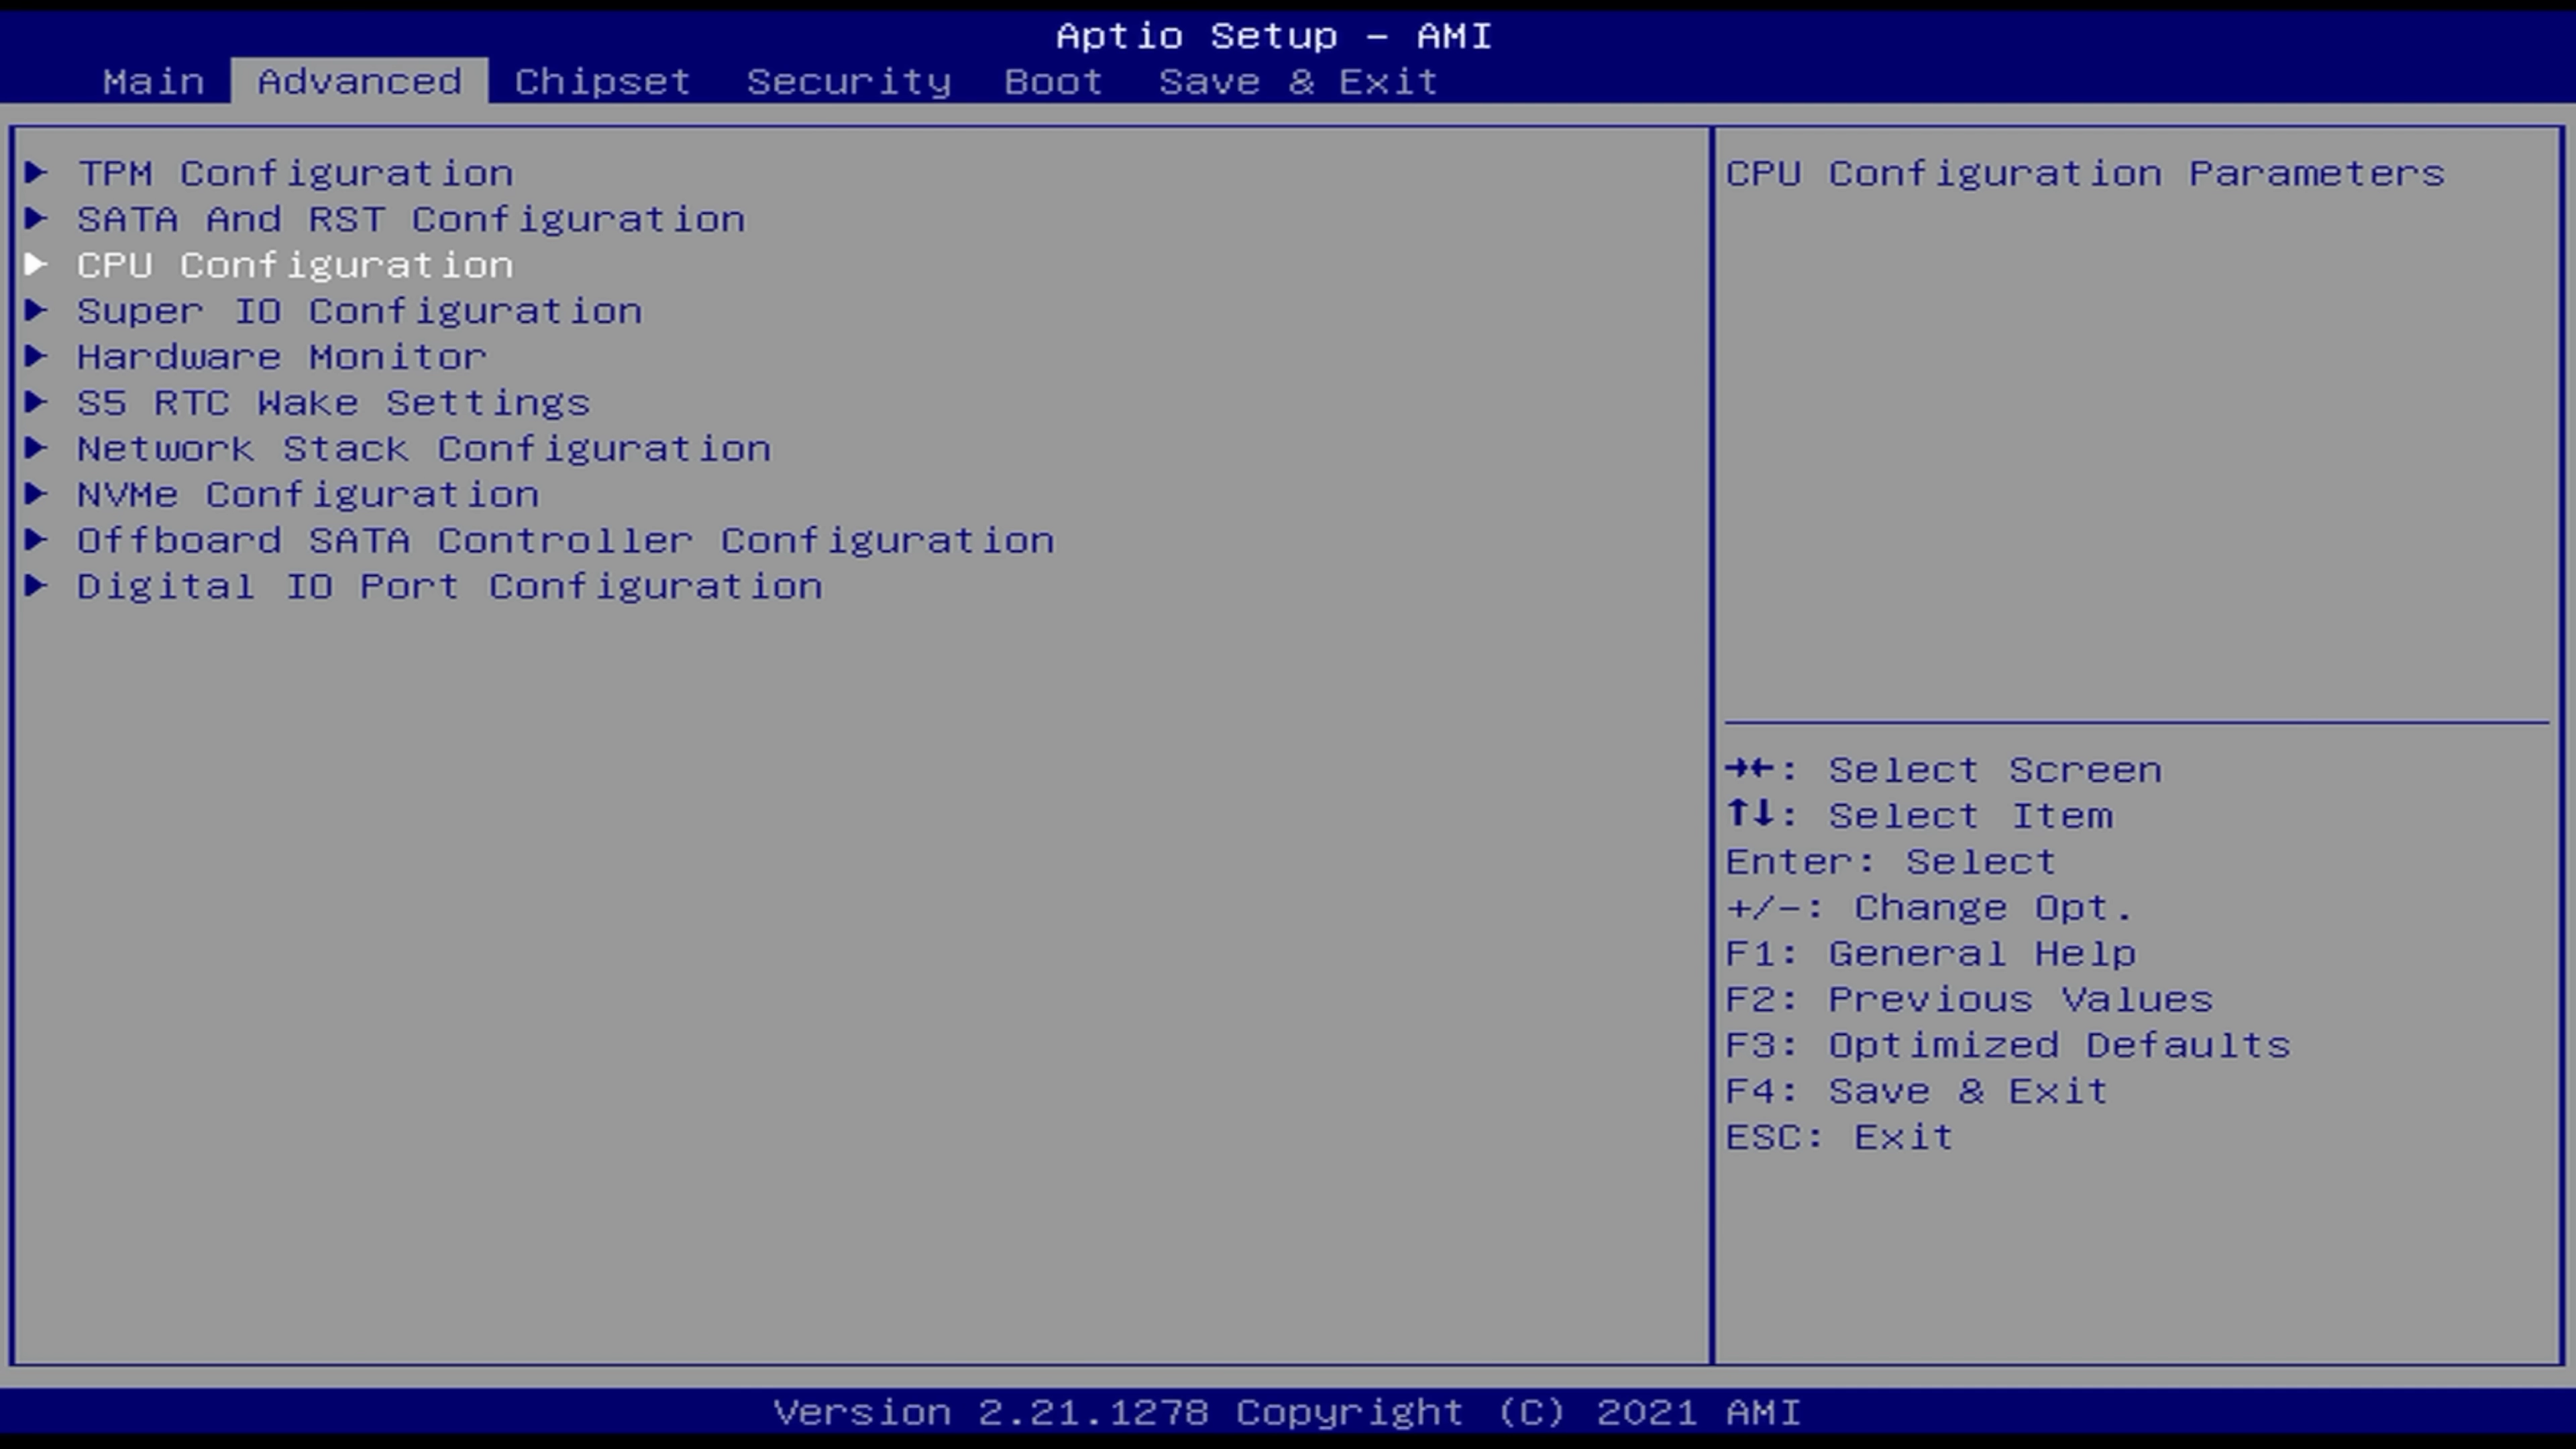 Aptio Setup – AMI
Main Advanced Chipset Security Boot Save & Exit
► TPM Configuration
► SATA And RST Configuration
► CPU Configuration
► Super IO Configuration
► Hardware Monitor
► S5 RTC Wake Settings
► Network Stack Configuration
► NVMe Configuration
► Offboard SATA Controller Configuration
► Digital IO Port Configuration
CPU Configuration Parameters
→←: Select Screen
↑↓: Select Item
Enter: Select
+/-: Change Opt.
F1: General Help
F2: Previous Values
F3: Optimized Defaults
F4: Save & Exit
ESC: Exit
Version 2.21.1278 Copyright (C) 2021 AMI